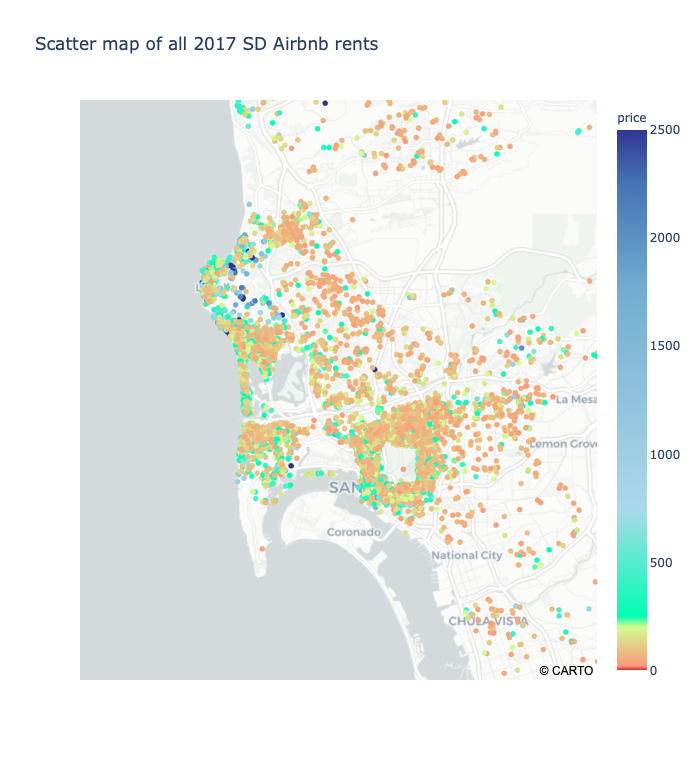 Scatter map of all 2017 SD Airbnb rents
price
2500
2000
1500
1000
500
0
La Mesa
Lemon Grove
SAN
Coronado
National City
CHULA VISTA
© CARTO